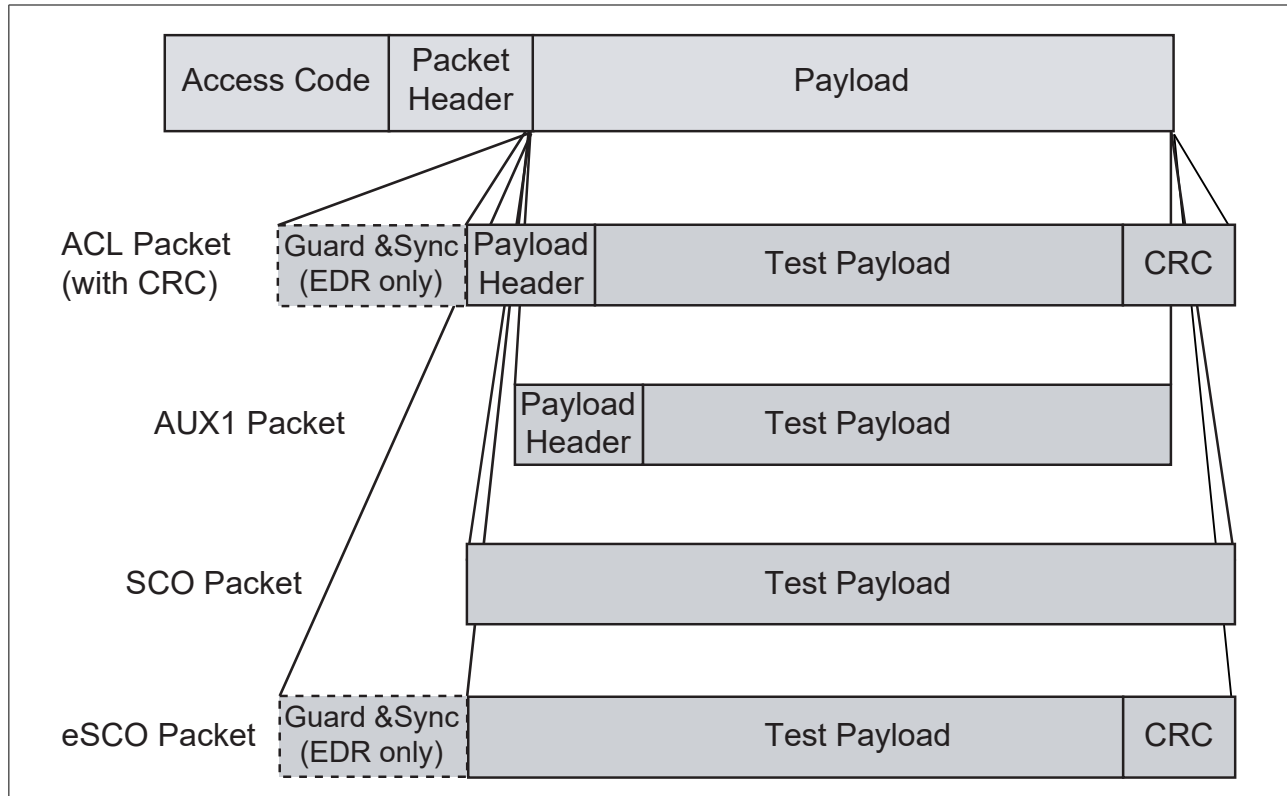 Access Code
Packet
Header
Payload
ACL Packet
(with CRC)
Guard &Sync
(EDR only)
Payload
Header
Test Payload
CRC
AUX1 Packet
Payload
Header
Test Payload
SCO Packet
Test Payload
eSCO Packet
Guard &Sync
(EDR only)
Test Payload
CRC